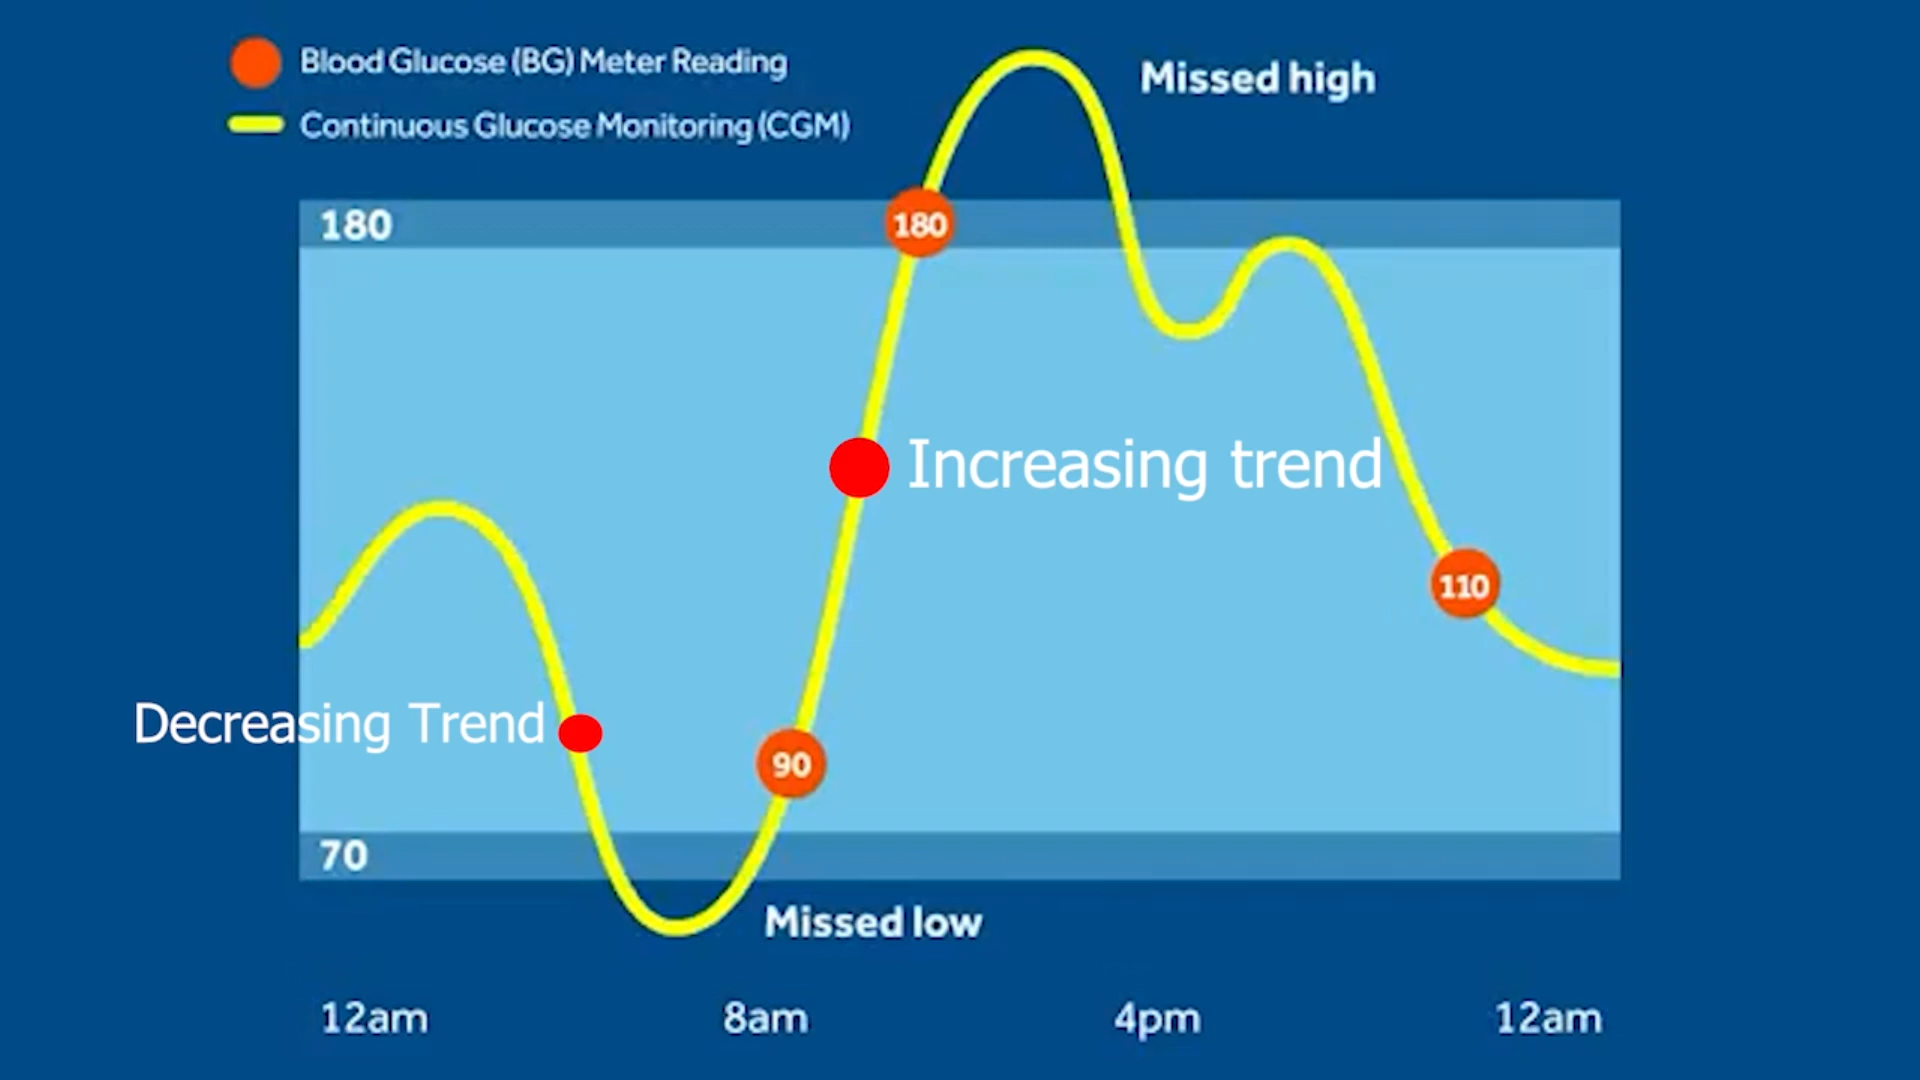 Blood Glucose (BG) Meter Reading
Continuous Glucose Monitoring (CGM)
Missed high
180
180
Increasing trend
110
Decreasing Trend
90
70
Missed low
12am
8am
4pm
12am